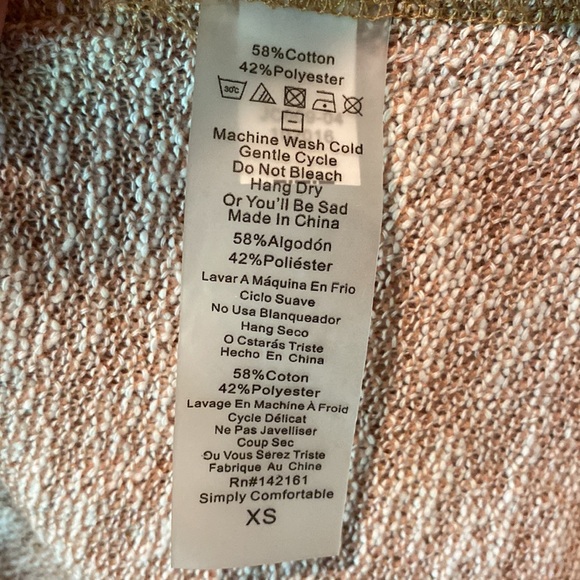 58%Cotton
42%Polyester
30°C
Machine Wash Cold
Gentle Cycle
Do Not Bleach
Hang Dry
Or You'll Be Sad
Made In China
58%Algodón
42%Poliéster
Lavar A Máquina En Frio
Ciclo Suave
No Usa Blanqueador
Hang Seco
O Cstarás Triste
Hecho En China
58%Coton
42%Polyester
Lavage En Machine À Froid
Cycle Délicat
Ne Pas Javelliser
Coup Sec
Ou Vous Serez Triste
Fabrique Au Chine
Rn#142161
Simply Comfortable
XS